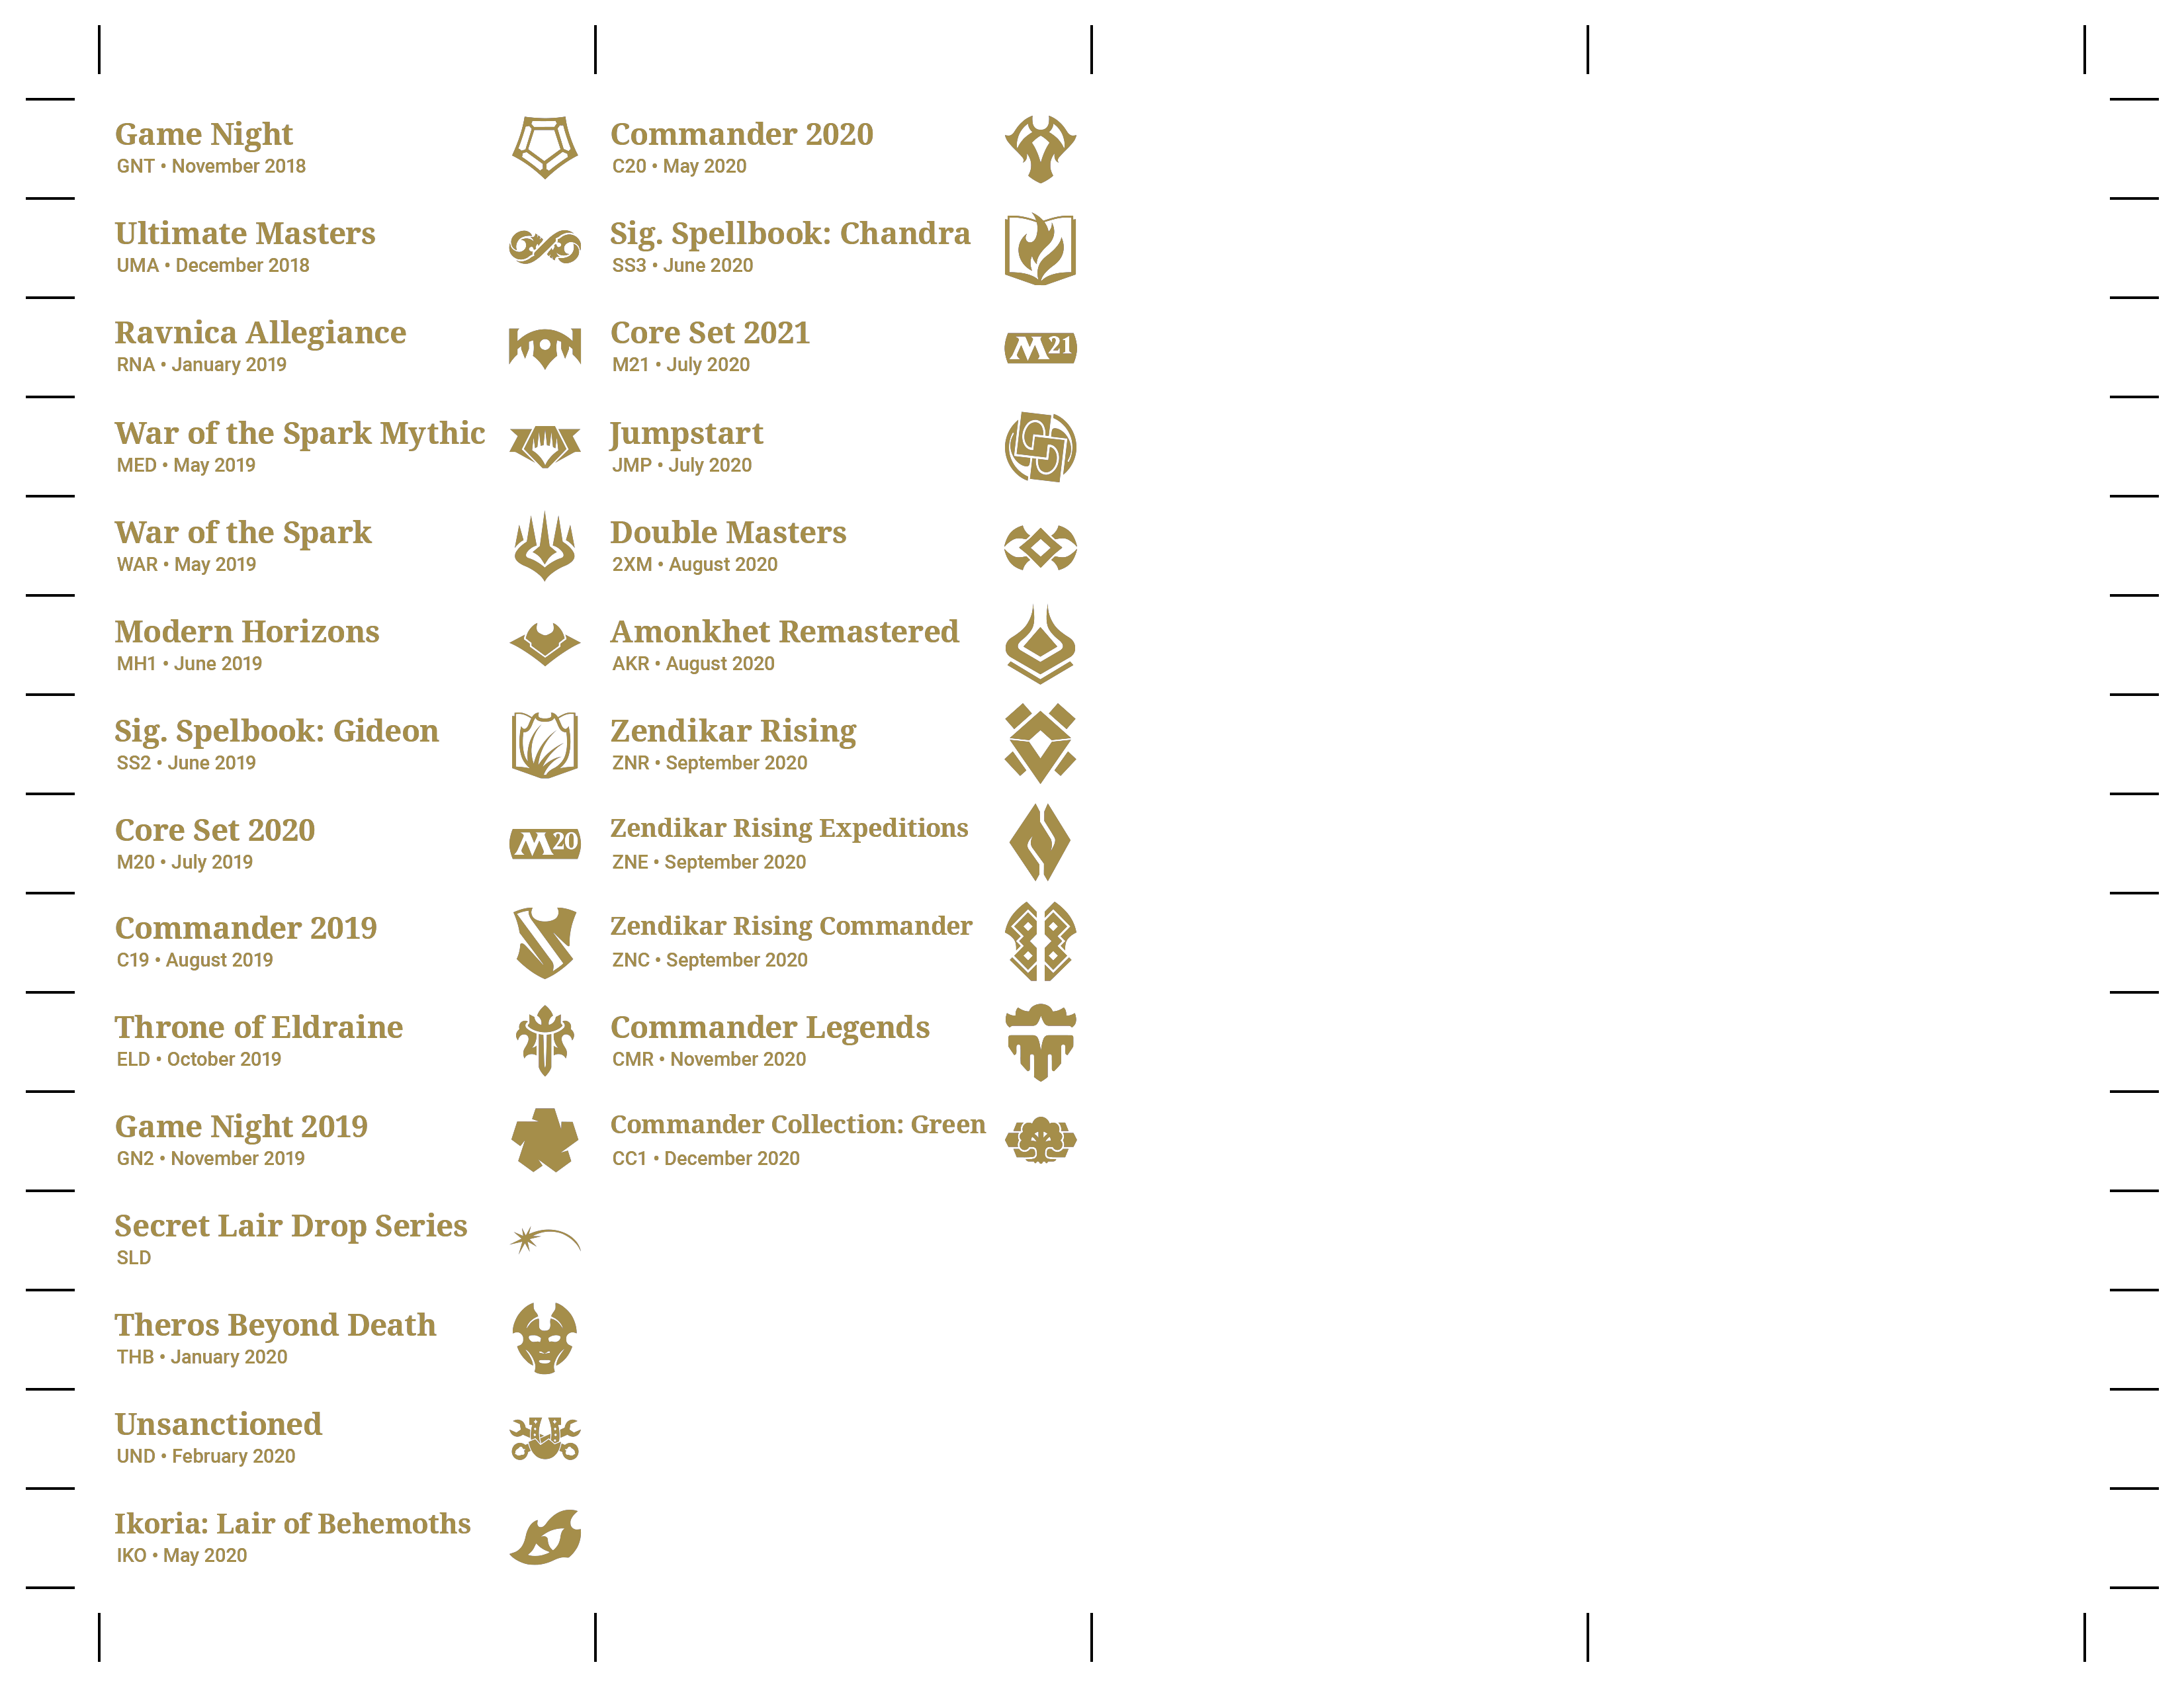 Game Night
GNT • November 2018
Ultimate Masters
UMA • December 2018
Ravnica Allegiance
RNA • January 2019
War of the Spark Mythic
MED • May 2019
War of the Spark
WAR • May 2019
Modern Horizons
MH1 • June 2019
Sig. Spelbook: Gideon
SS2 • June 2019
Core Set 2020
M20 • July 2019
M20
Commander 2019
C19 • August 2019
Throne of Eldraine
ELD • October 2019
Game Night 2019
GN2 • November 2019
Secret Lair Drop Series
SLD
Theros Beyond Death
THB • January 2020
Unsanctioned
UND • February 2020
Ikoria: Lair of Behemoths
IKO • May 2020
Commander 2020
C20 • May 2020
Sig. Spellbook: Chandra
SS3 • June 2020
Core Set 2021
M21 • July 2020
M21
Jumpstart
JMP • July 2020
Double Masters
2XM • August 2020
Amonkhet Remastered
AKR • August 2020
Zendikar Rising
ZNR • September 2020
Zendikar Rising Expeditions
ZNE • September 2020
Zendikar Rising Commander
ZNC • September 2020
Commander Legends
CMR • November 2020
Commander Collection: Green
CC1 • December 2020